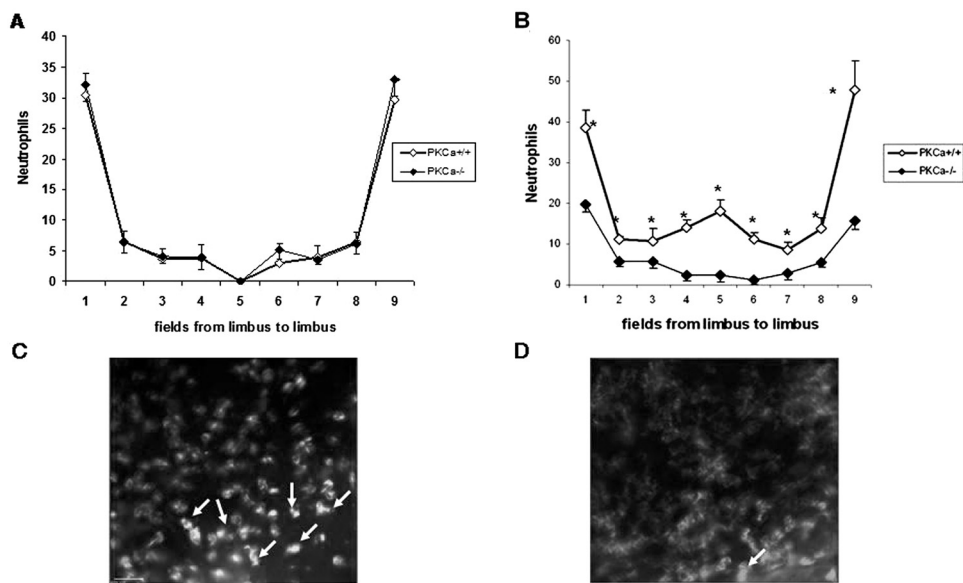 A
Neutrophils
40
35
30
25
20
15
10
5
0
1 2 3 4 5 6 7 8 9
fields from limbus to limbus
PKCa+/+
PKCa-/-
B
Neutrophils
60
50
40
30
20
10
0
* * * * * * * * *
1 2 3 4 5 6 7 8 9
fields from limbus to limbus
PKCa+/+
PKCa-/-
C
D